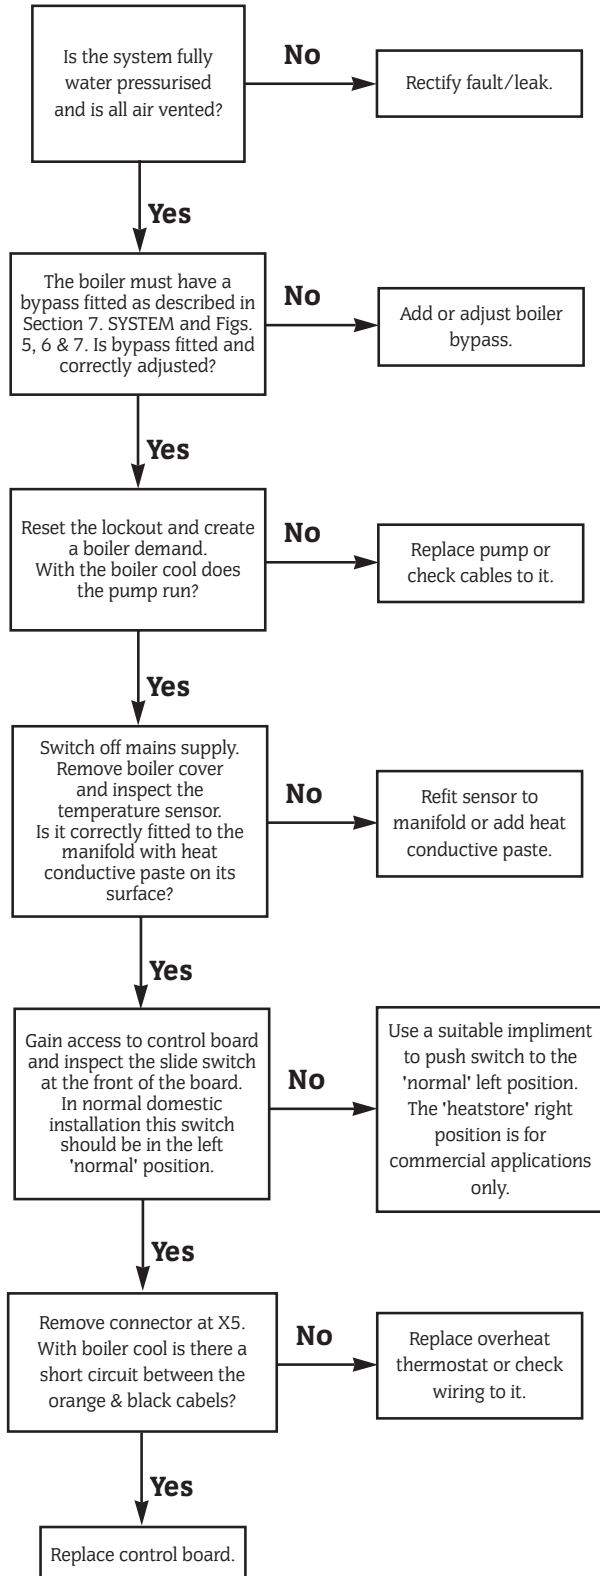 Is the system fully
water pressurised
and is all air vented?
No
Rectify fault/leak.
Yes
The boiler must have a
bypass fitted as described in
Section 7. SYSTEM and Figs.
5, 6 & 7. Is bypass fitted and
correctly adjusted?
No
Add or adjust boiler
bypass.
Yes
Reset the lockout and create
a boiler demand.
With the boiler cool does
the pump run?
No
Replace pump or
check cables to it.
Yes
Switch off mains supply.
Remove boiler cover
and inspect the
temperature sensor.
Is it correctly fitted to the
manifold with heat
conductive paste on its
surface?
No
Refit sensor to
manifold or add heat
conductive paste.
Yes
Gain access to control board
and inspect the slide switch
at the front of the board.
In normal domestic
installation this switch
should be in the left
'normal' position.
No
Use a suitable impliment
to push switch to the
'normal' left position.
The 'heatstore' right
position is for
commercial applications
only.
Yes
Remove connector at X5.
With boiler cool is there a
short circuit between the
orange & black cabels?
No
Replace overheat
thermostat or check
wiring to it.
Yes
Replace control board.